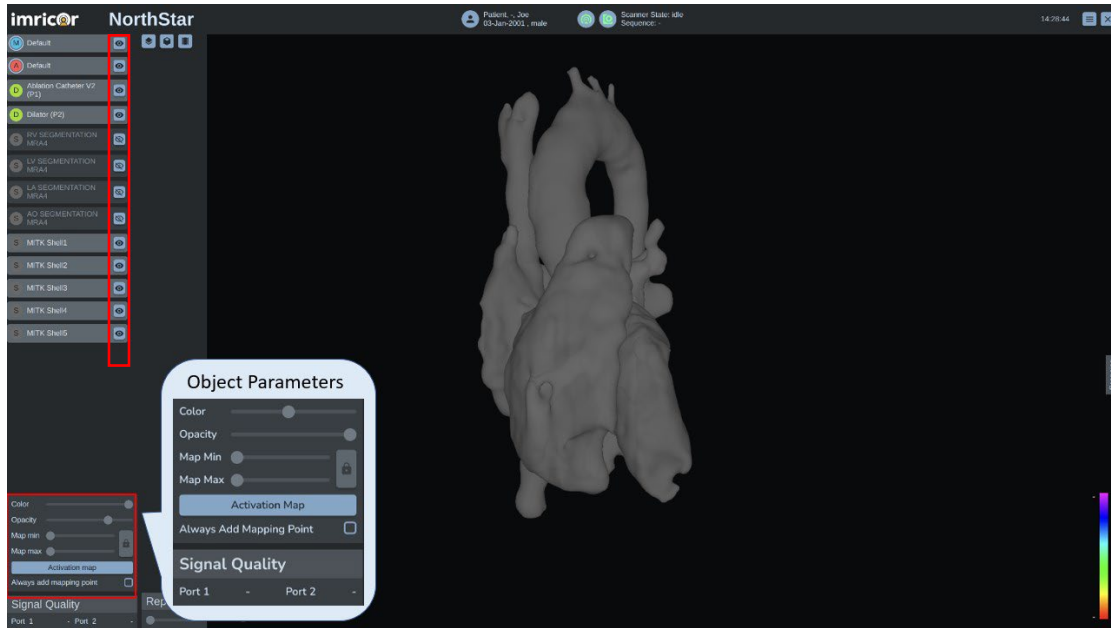 imricor NorthStar
Patient, -, Joe
03-Jan-2001 , male
Scanner State: Idle
Sequence: -
14:28:44
M Default
A Default
D Ablation Catheter V2
(P1)
D Dilator (P2)
S RV SEGMENTATION
MRA4
S LV SEGMENTATION
MRA4
S LA SEGMENTATION
MRA4
S AO SEGMENTATION
MRA4
S MITK Shell1
S MITK Shell2
S MITK Shell3
S MITK Shell4
S MITK Shell5
Object Parameters
Color
Opacity
Map Min
Map Max
Activation Map
Always Add Mapping Point
Signal Quality
Port 1 - Port 2 -
Color
Opacity
Map min
Map max
Activation map
Always add mapping point
Signal Quality
Port 1 - Port 2 -